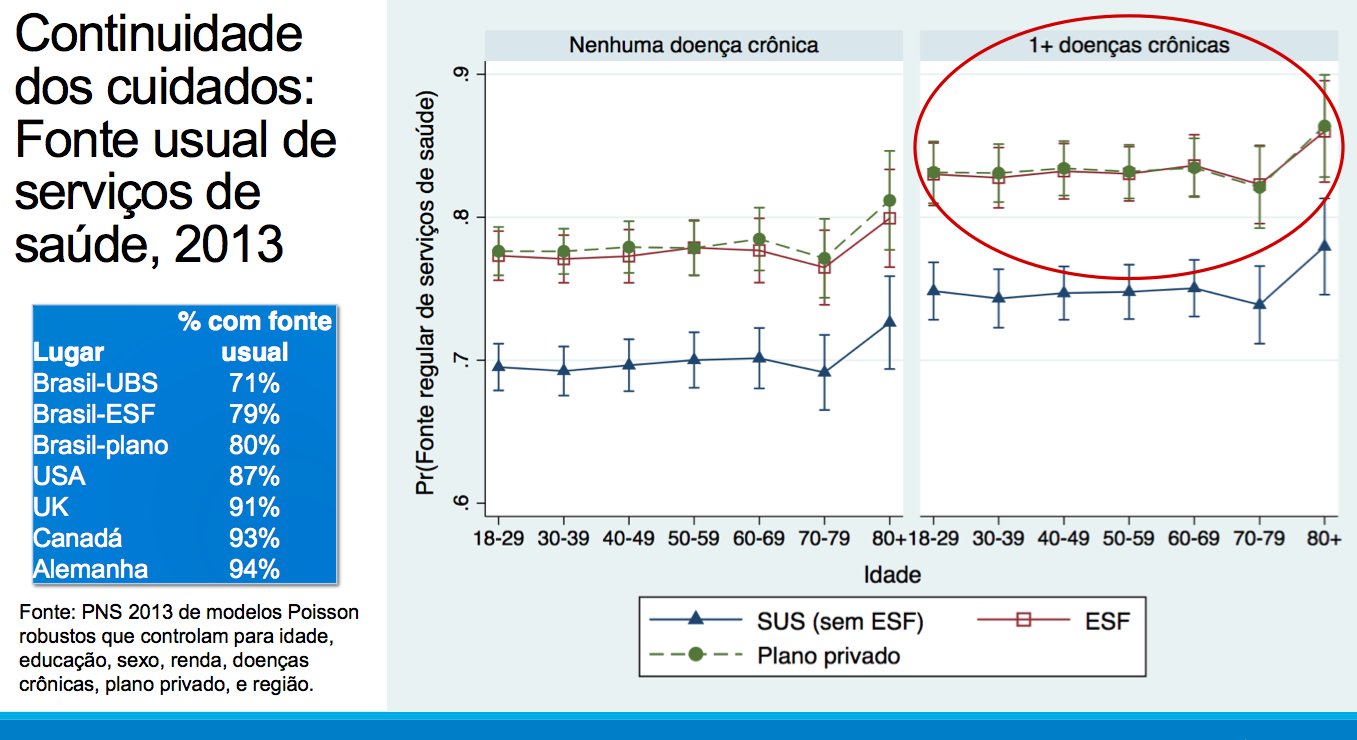 Continuidade
dos cuidados:
Fonte usual de
serviços de
saúde, 2013
% com fonte
Lugar usual
Brasil-UBS 71%
Brasil-ESF 79%
Brasil-plano 80%
USA 87%
UK 91%
Canadá 93%
Alemanha 94%
Fonte: PNS 2013 de modelos Poisson
robustos que controlam para idade,
educação, sexo, renda, doenças
crônicas, plano privado, e região.
Nenhuma doença crônica
1+ doenças crônicas
Pr(Fonte regular de serviços de saúde)
.9
.8
.7
.6
18-29 30-39 40-49 50-59 60-69 70-79 80+
18-29 30-39 40-49 50-59 60-69 70-79 80+
Idade
SUS (sem ESF) ESF
Plano privado